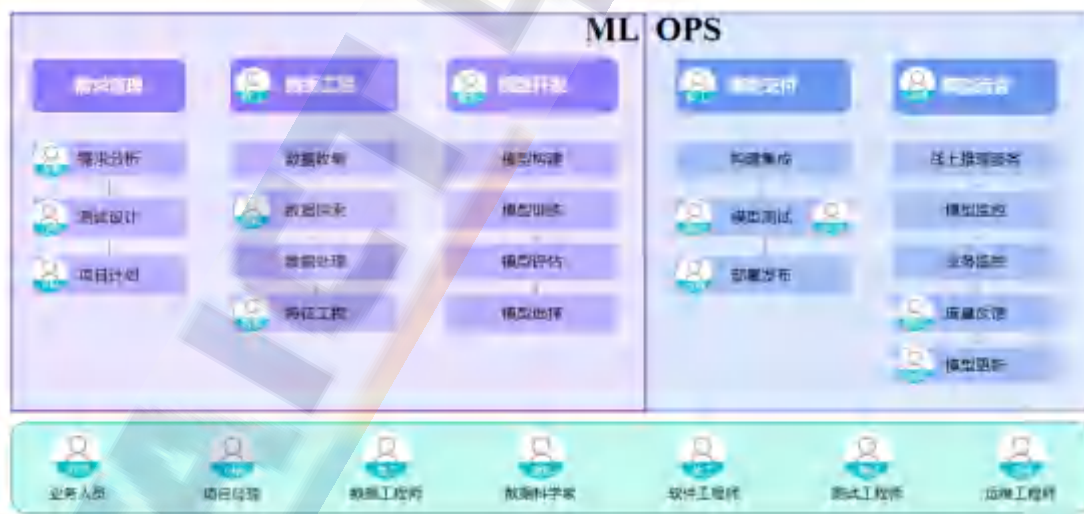 ML OPS
需求管理
数据工程
模型开发
模型交付
模型运营
需求分析
测试设计
项目计划
数据收集
数据探索
数据处理
特征工程
模型构建
模型训练
模型评估
模型选择
构建集成
模型测试
部署发布
线上推理服务
模型监控
业务监控
质量反馈
模型更新
业务人员
项目经理
数据工程师
数据科学家
软件工程师
测试工程师
运维工程师